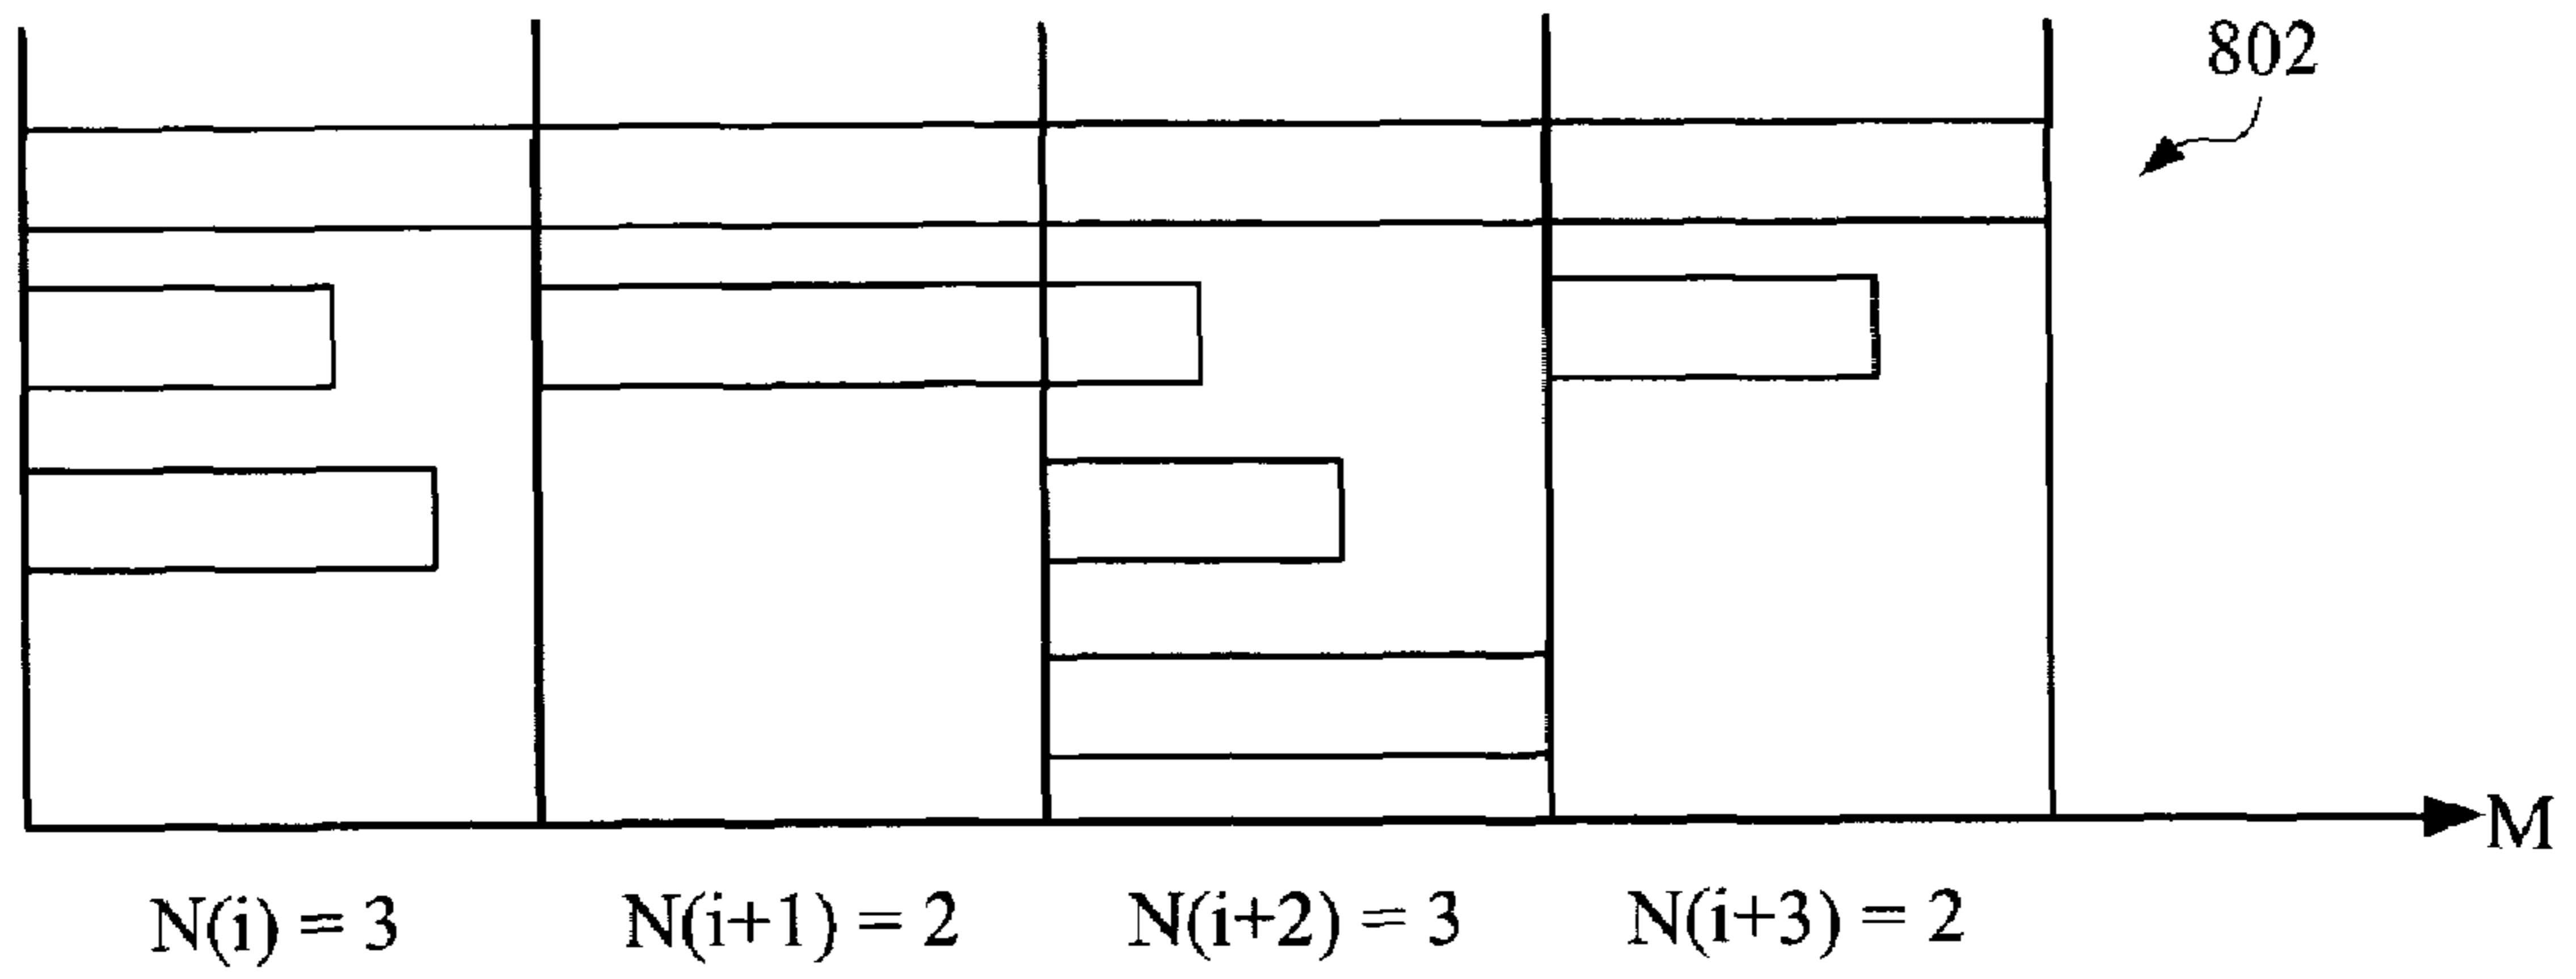 802
M
N(i) = 3
N(i+1) = 2
N(i+2) = 3
N(i+3) = 2